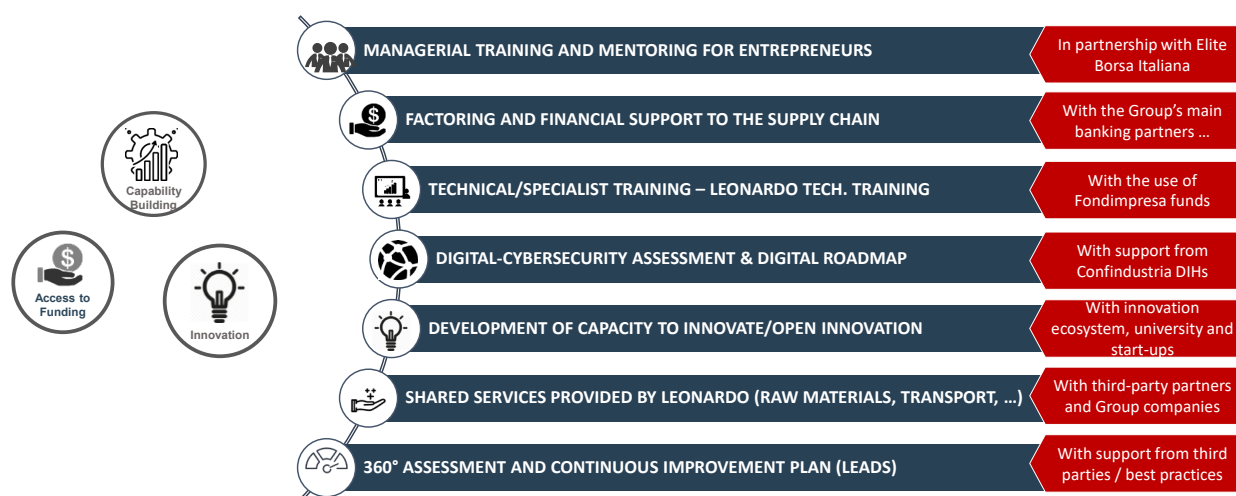 MANAGERIAL TRAINING AND MENTORING FOR ENTREPRENEURS
In partnership with Elite
Borsa Italiana
FACTORING AND FINANCIAL SUPPORT TO THE SUPPLY CHAIN
With the Group's main
banking partners …
Capability
Building
TECHNICAL/SPECIALIST TRAINING – LEONARDO TECH. TRAINING
With the use of
Fondimpresa funds
DIGITAL-CYBERSECURITY ASSESSMENT & DIGITAL ROADMAP
With support from
Confindustria DIHs
Access to
Funding
Innovation
DEVELOPMENT OF CAPACITY TO INNOVATE/OPEN INNOVATION
With innovation
ecosystem, university and
start-ups
SHARED SERVICES PROVIDED BY LEONARDO (RAW MATERIALS, TRANSPORT, …)
With third-party partners
and Group companies
360° ASSESSMENT AND CONTINUOUS IMPROVEMENT PLAN (LEADS)
With support from third
parties / best practices